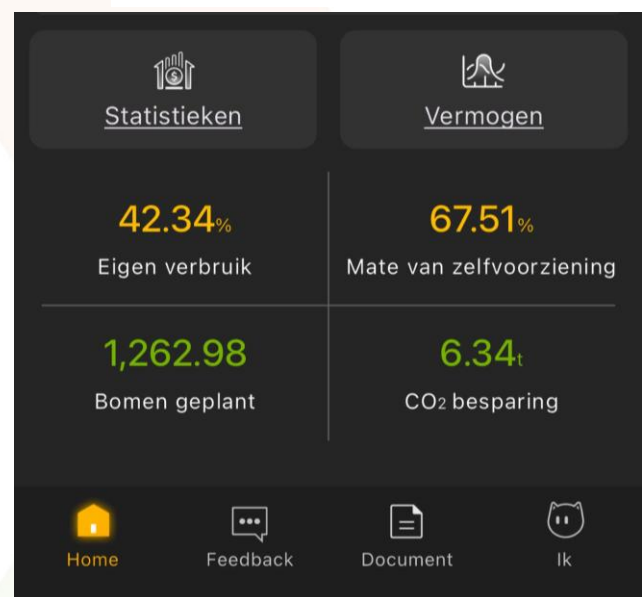 Statistieken
Vermogen
42.34%
Eigen verbruik
67.51%
Mate van zelfvoorziening
1,262.98
Bomen geplant
6.34t
CO2 besparing
Home
Feedback
Document
Ik